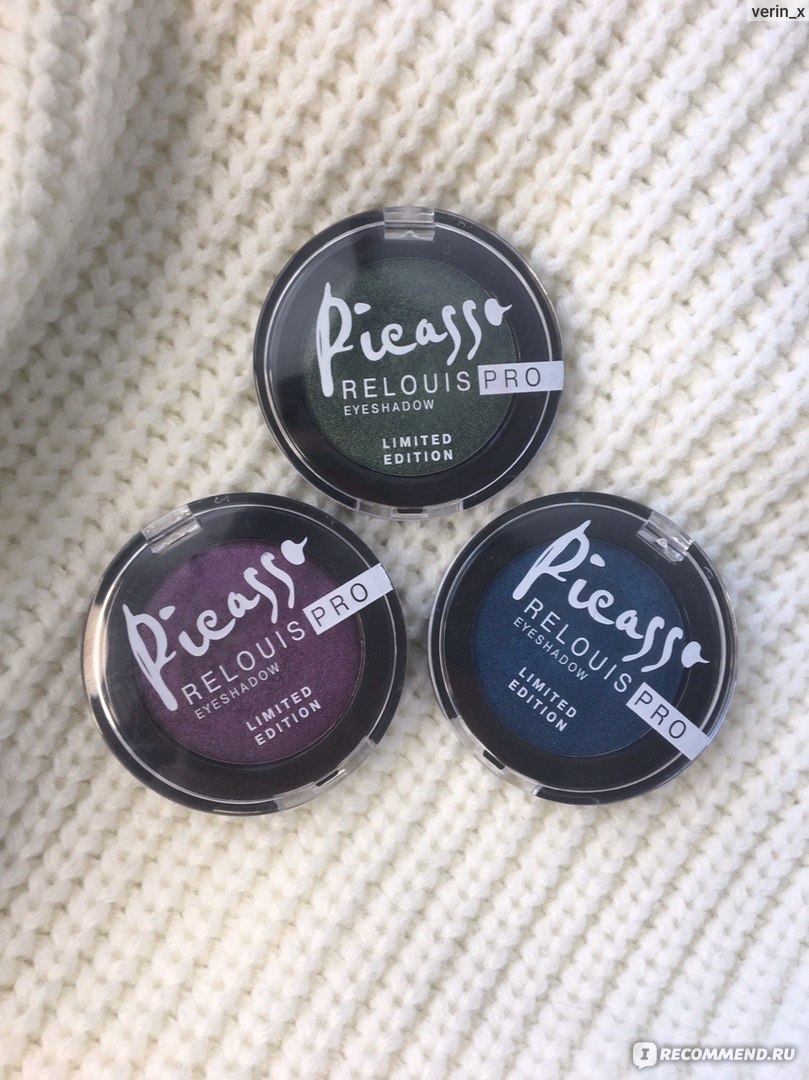 verin_x
Picasso
RELOUIS PRO
EYESHADOW
LIMITED
EDITION
Picasso
RELOUIS PRO
EYESHADOW
LIMITED
EDITION
Picasso
RELOUIS PRO
EYESHADOW
LIMITED
EDITION
I RECOMMEND.RU